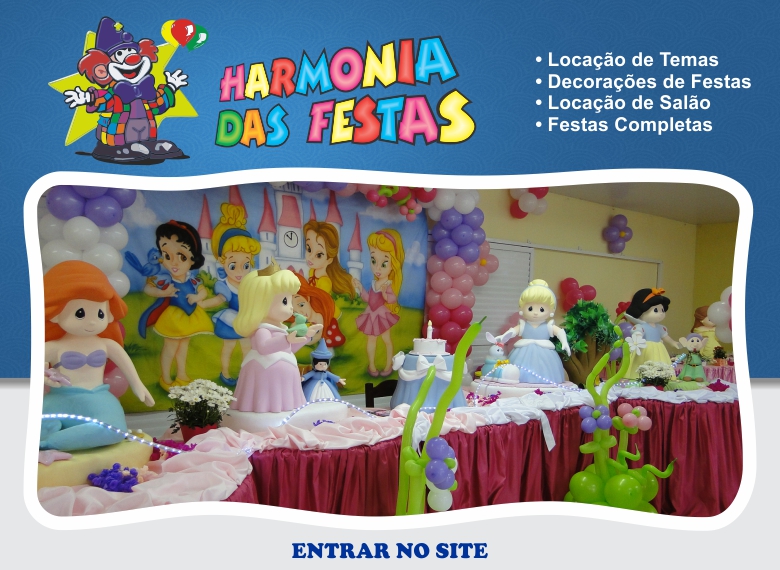 HARMONIA
DAS FESTAS
• Locação de Temas
• Decorações de Festas
• Locação de Salão
• Festas Completas
ENTRAR NO SITE